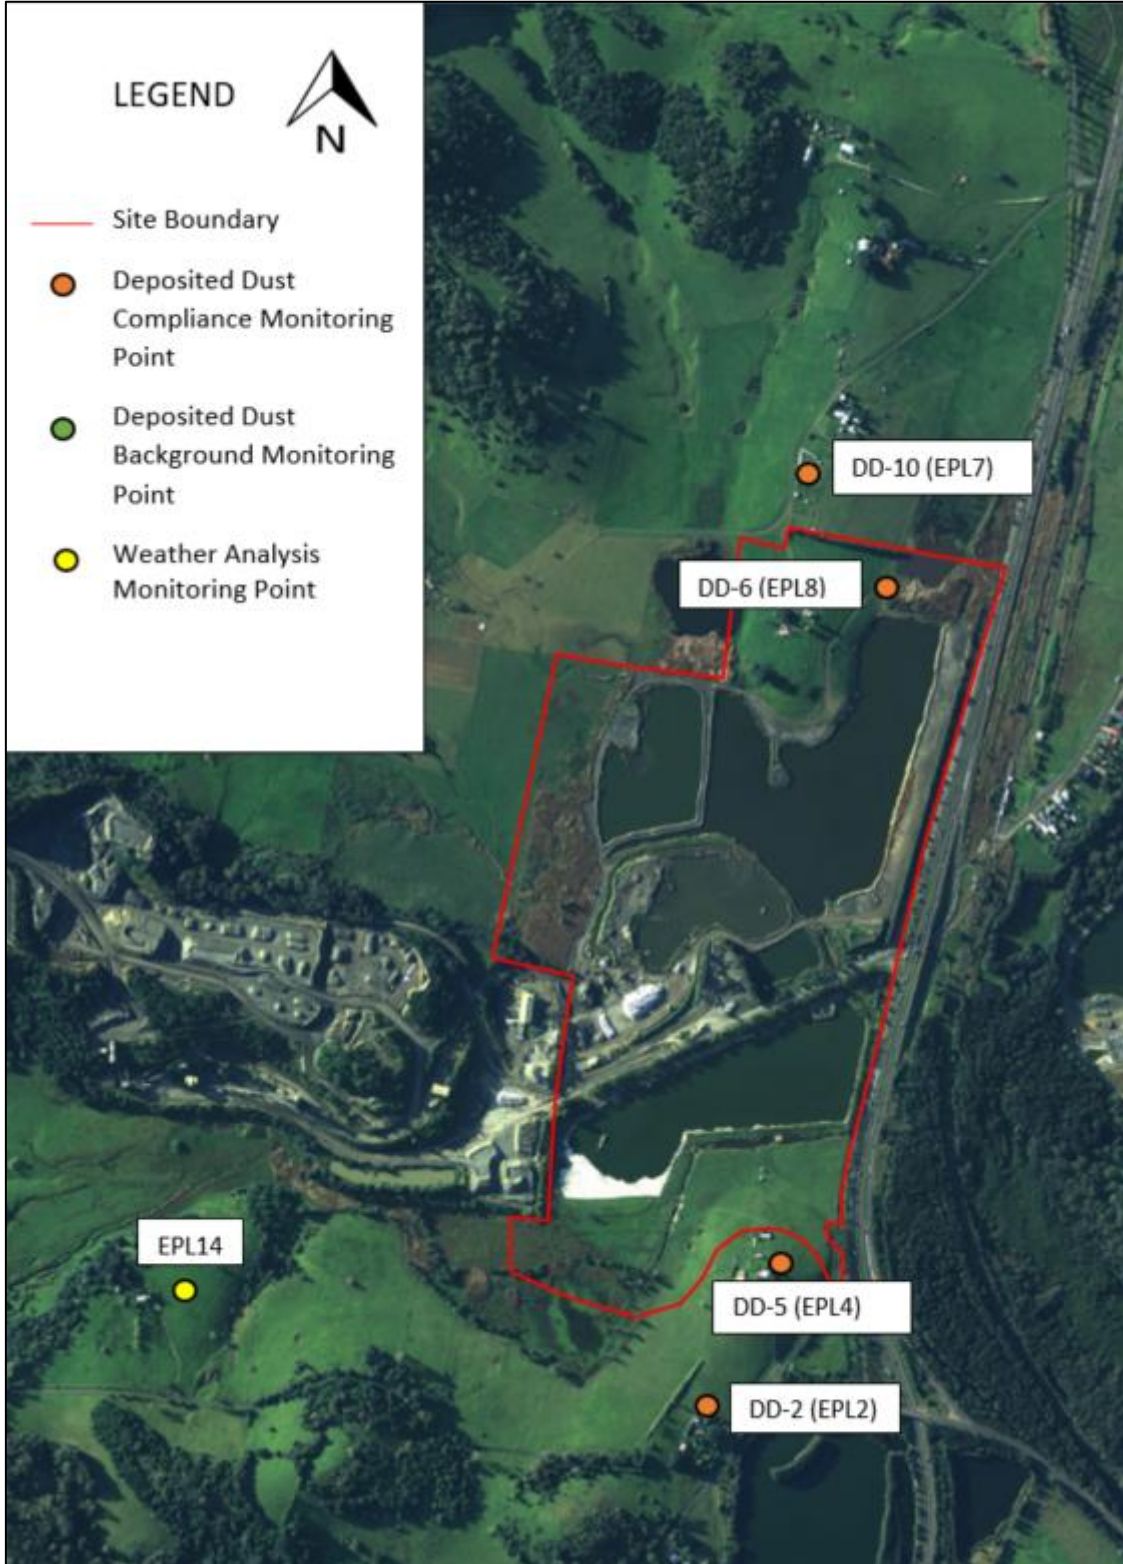 LEGEND
N
Site Boundary
Deposited Dust
Compliance Monitoring
Point
Deposited Dust
Background Monitoring
Point
Weather Analysis
Monitoring Point
DD-10 (EPL7)
DD-6 (EPL8)
EPL14
DD-5 (EPL4)
DD-2 (EPL2)